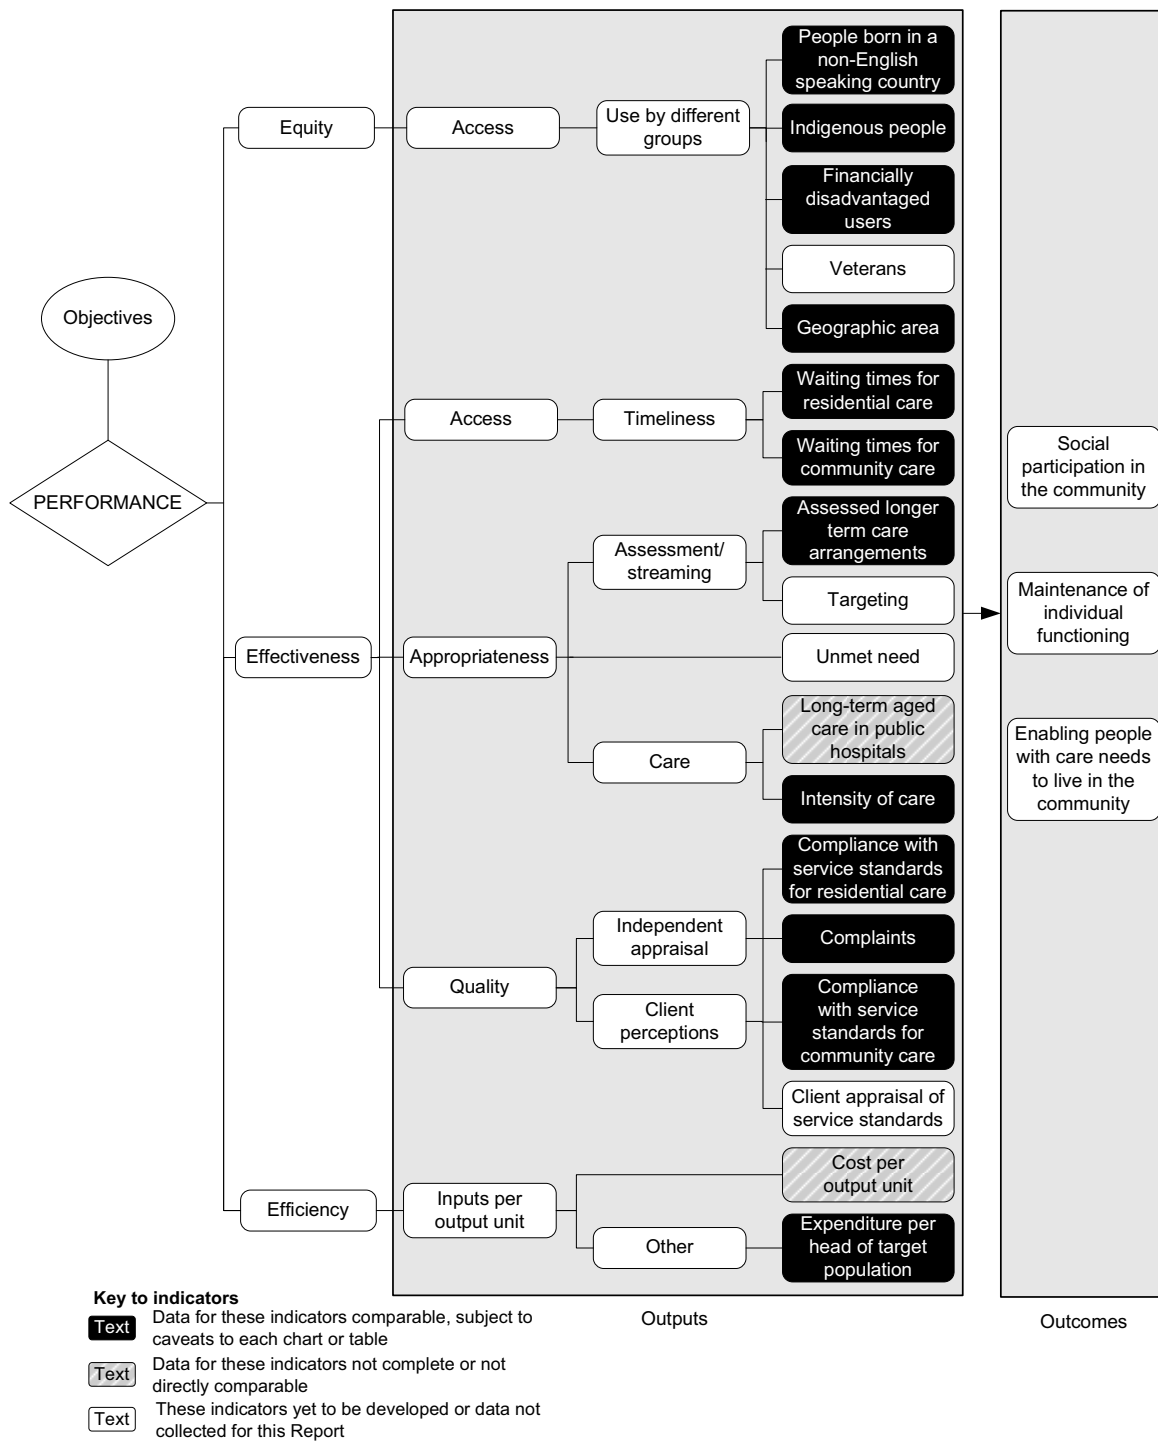 Objectives
PERFORMANCE
Equity
Access
Use by different
groups
People born in a
non-English
speaking country
Indigenous people
Financially
disadvantaged
users
Veterans
Geographic area
Effectiveness
Access
Timeliness
Waiting times for
residential care
Waiting times for
community care
Appropriateness
Assessment/
streaming
Assessed longer
term care
arrangements
Targeting
Unmet need
Care
Long-term aged
care in public
hospitals
Intensity of care
Quality
Independent
appraisal
Client
perceptions
Compliance with
service standards
for residential care
Complaints
Compliance
with service
standards for
community care
Client appraisal of
service standards
Efficiency
Inputs per
output unit
Cost per
output unit
Other
Expenditure per
head of target
population
Outputs
Social
participation in
the community
Maintenance of
individual
functioning
Enabling people
with care needs
to live in the
community
Outcomes
Key to indicators
Text
Data for these indicators comparable, subject to
caveats to each chart or table
Text
Data for these indicators not complete or not
directly comparable
Text
These indicators yet to be developed or data not
collected for this Report